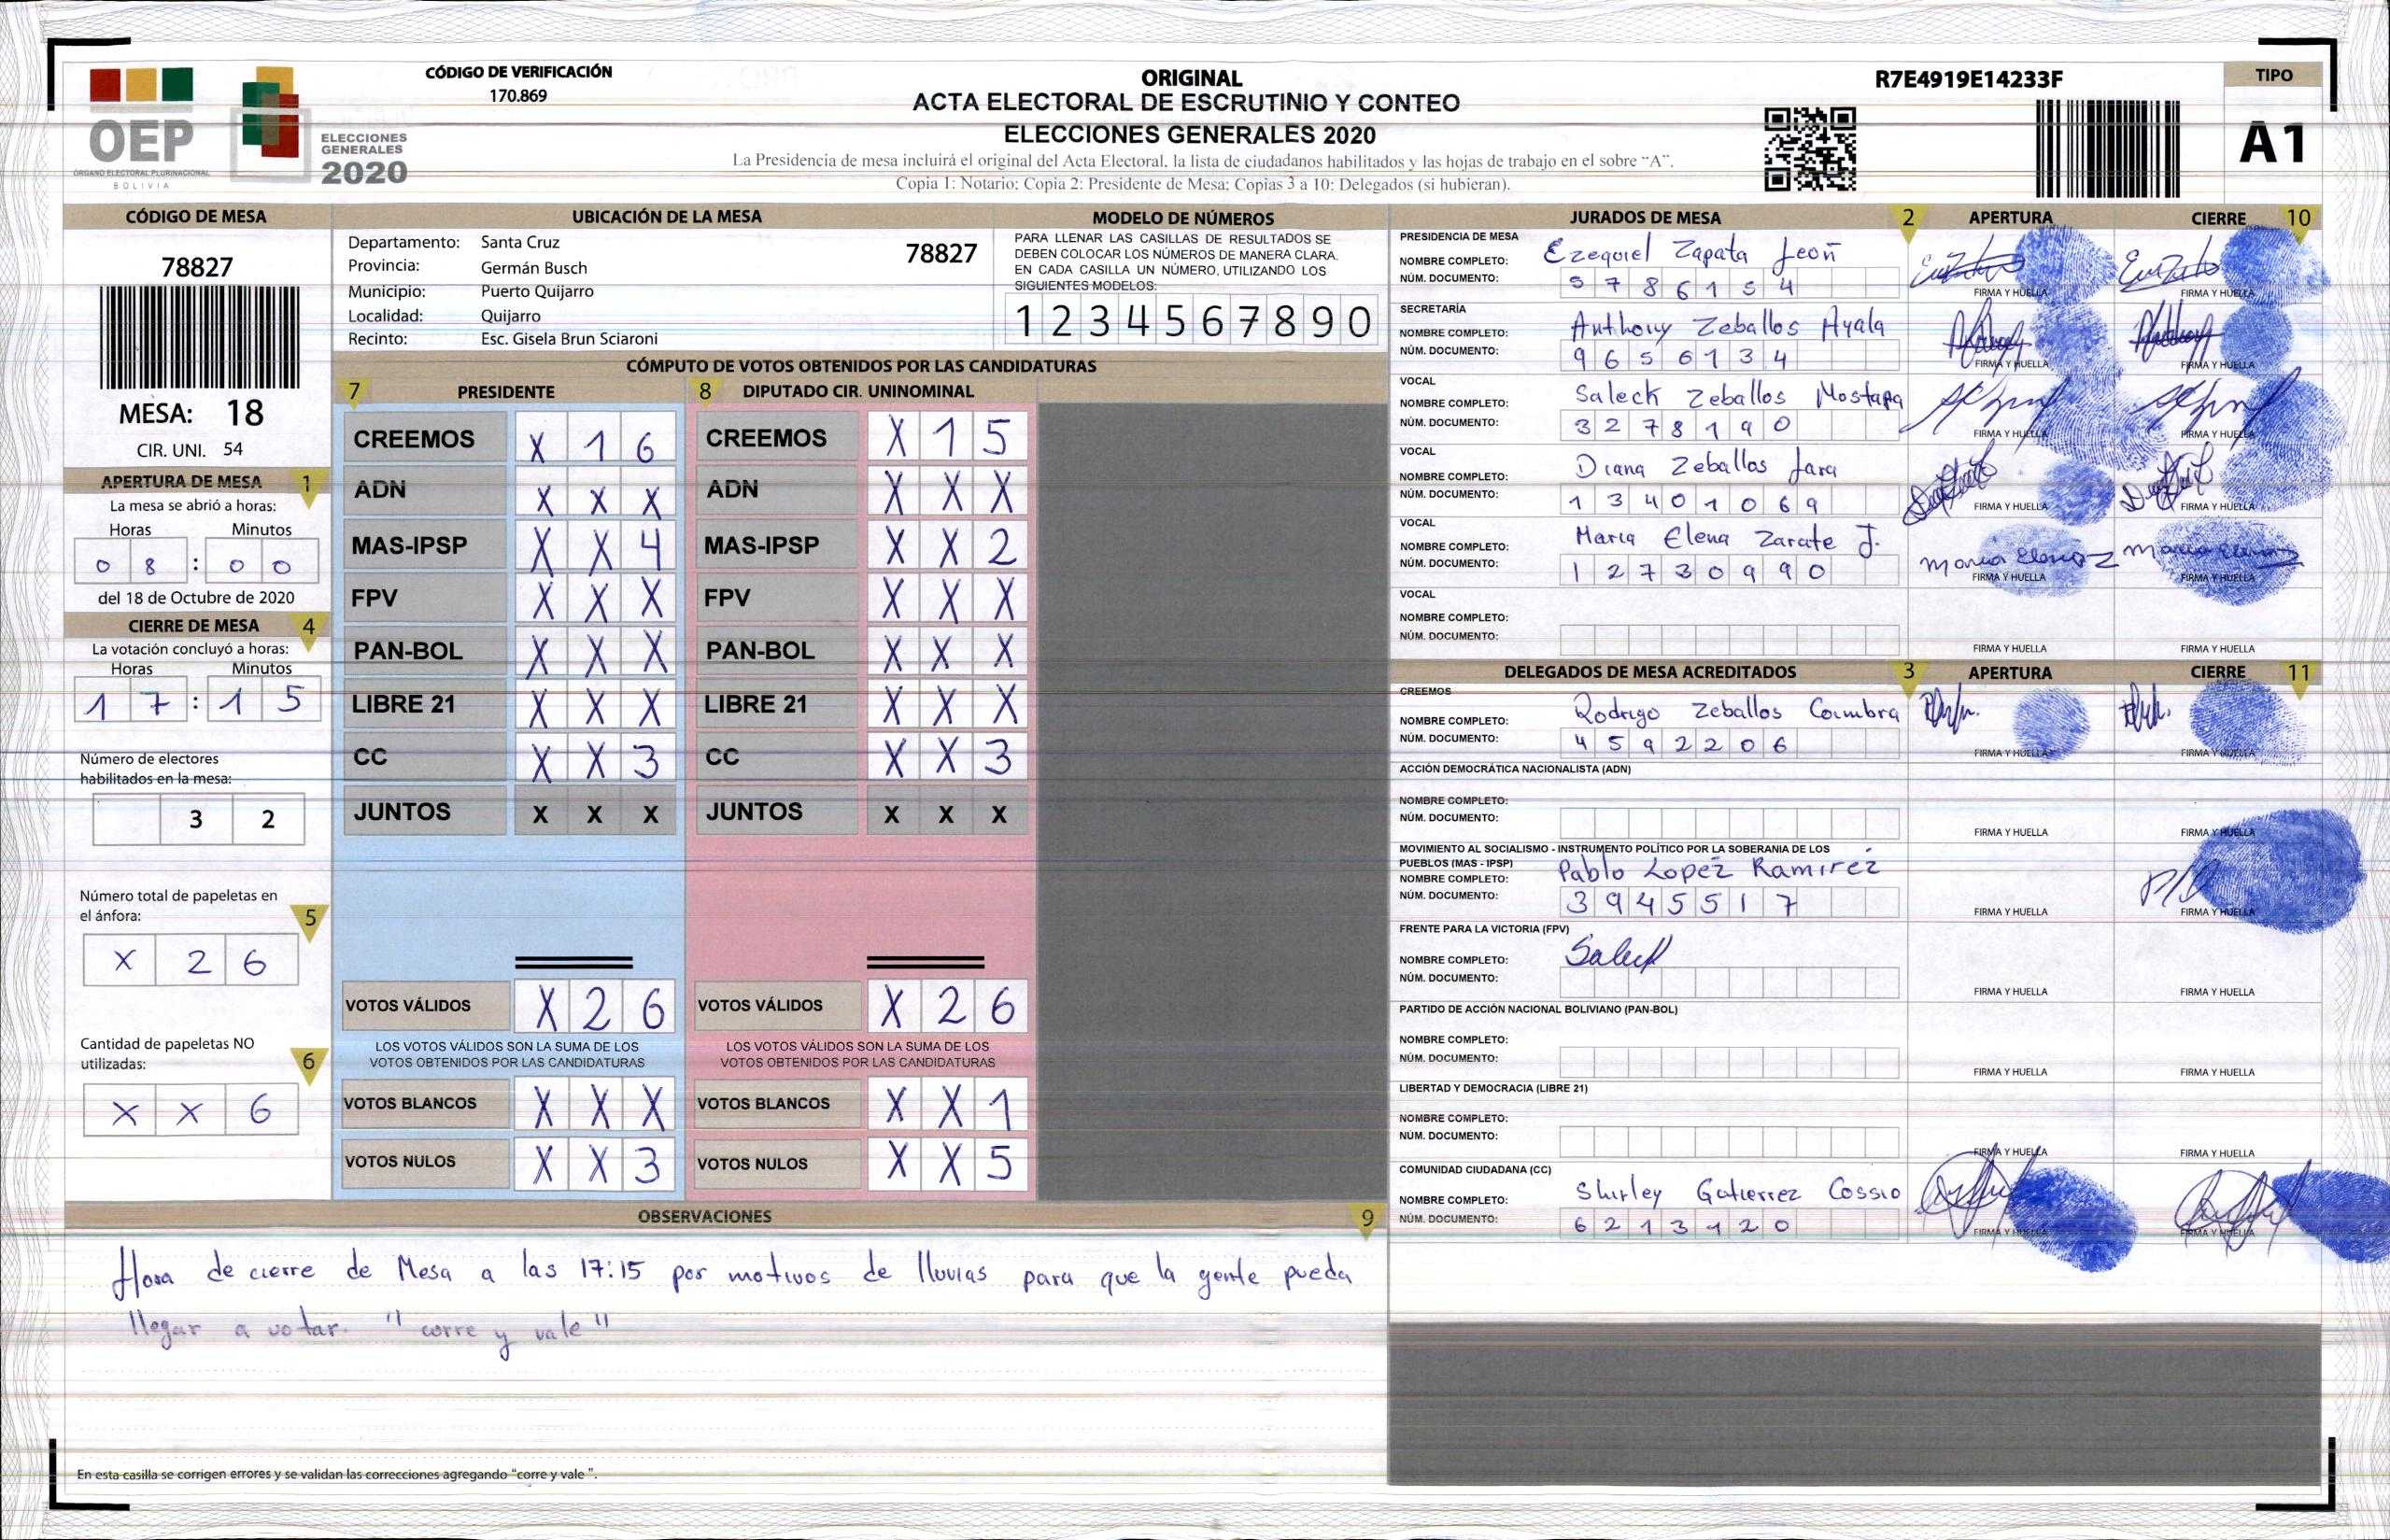 CÓDIGO DE VERIFICACIÓN
170.869
OEP
ÓRGANO ELECTORAL PLURINACIONAL
BOLIVIA
ELECCIONES
GENERALES
2020
ORIGINAL
ACTA ELECTORAL DE ESCRUTINIO Y CONTEO
ELECCIONES GENERALES 2020
La Presidencia de mesa incluirá el original del Acta Electoral, la lista de ciudadanos habilitados y las hojas de trabajo en el sobre "A".
Copia 1: Notario; Copia 2: Presidente de Mesa; Copias 3 a 10: Delegados (si hubieran).
R7E4919E14233F
TIPO
A1
CÓDIGO DE MESA
78827
MESA: 18
CIR. UNI. 54
APERTURA DE MESA 1
La mesa se abrió a horas:
Horas Minutos
0 8 : 0 0
del 18 de Octubre de 2020
CIERRE DE MESA 4
La votación concluyó a horas:
Horas Minutos
1 7 : 1 5
Número de electores
habilitados en la mesa:
3 2
Número total de papeletas en
el ánfora: 5
X 2 6
Cantidad de papeletas NO
utilizadas: 6
X X 6
UBICACIÓN DE LA MESA
Departamento: Santa Cruz 78827
Provincia: Germán Busch
Municipio: Puerto Quijarro
Localidad: Quijarro
Recinto: Esc. Gisela Brun Sciaroni
MODELO DE NÚMEROS
PARA LLENAR LAS CASILLAS DE RESULTADOS SE
DEBEN COLOCAR LOS NÚMEROS DE MANERA CLARA.
EN CADA CASILLA UN NÚMERO, UTILIZANDO LOS
SIGUIENTES MODELOS:
1 2 3 4 5 6 7 8 9 0
CÓMPUTO DE VOTOS OBTENIDOS POR LAS CANDIDATURAS
7 PRESIDENTE 8 DIPUTADO CIR. UNINOMINAL
CREEMOS X 1 6 CREEMOS X 1 5
ADN X X X ADN X X X
MAS-IPSP X X 4 MAS-IPSP X X 2
FPV X X X FPV X X X
PAN-BOL X X X PAN-BOL X X X
LIBRE 21 X X X LIBRE 21 X X X
CC X X 3 CC X X 3
JUNTOS X X X JUNTOS X X X
VOTOS VÁLIDOS X 2 6 VOTOS VÁLIDOS X 2 6
LOS VOTOS VÁLIDOS SON LA SUMA DE LOS LOS VOTOS VÁLIDOS SON LA SUMA DE LOS
VOTOS OBTENIDOS POR LAS CANDIDATURAS VOTOS OBTENIDOS POR LAS CANDIDATURAS
VOTOS BLANCOS X X X VOTOS BLANCOS X X 1
VOTOS NULOS X X 3 VOTOS NULOS X X 5
OBSERVACIONES 9
Hora de cierre de Mesa a las 17:15 por motivos de lluvias para que la gente pueda
llegar a votar. "corre y vale"
En esta casilla se corrigen errores y se validan las correcciones agregando "corre y vale ".
JURADOS DE MESA 2 APERTURA CIERRE 10
PRESIDENCIA DE MESA
NOMBRE COMPLETO: Ezequiel Zapata León
NÚM. DOCUMENTO: 5 7 8 6 1 5 4
FIRMA Y HUELLA FIRMA Y HUELLA
SECRETARÍA
NOMBRE COMPLETO: Anthony Zeballos Ayala
NÚM. DOCUMENTO: 9 6 5 6 1 3 4
FIRMA Y HUELLA FIRMA Y HUELLA
VOCAL
NOMBRE COMPLETO: Saleck Zeballos Mostapa
NÚM. DOCUMENTO: 3 2 7 8 1 9 0
FIRMA Y HUELLA FIRMA Y HUELLA
VOCAL
NOMBRE COMPLETO: Diana Zeballos Jara
NÚM. DOCUMENTO: 1 3 4 0 1 0 6 9
FIRMA Y HUELLA FIRMA Y HUELLA
VOCAL
NOMBRE COMPLETO: Maria Elena Zarate J.
NÚM. DOCUMENTO: 1 2 7 3 0 9 9 0
Maria Elena Z Maria Elena
FIRMA Y HUELLA FIRMA Y HUELLA
VOCAL
NOMBRE COMPLETO:
NÚM. DOCUMENTO:
FIRMA Y HUELLA FIRMA Y HUELLA
DELEGADOS DE MESA ACREDITADOS 3 APERTURA CIERRE 11
CREEMOS
NOMBRE COMPLETO: Rodrigo Zeballos Coimbra
NÚM. DOCUMENTO: 4 5 9 2 2 0 6
FIRMA Y HUELLA FIRMA Y HUELLA
ACCIÓN DEMOCRÁTICA NACIONALISTA (ADN)
NOMBRE COMPLETO:
NÚM. DOCUMENTO:
FIRMA Y HUELLA FIRMA Y HUELLA
MOVIMIENTO AL SOCIALISMO - INSTRUMENTO POLÍTICO POR LA SOBERANIA DE LOS
PUEBLOS (MAS - IPSP)
NOMBRE COMPLETO: Pablo Lopez Ramirez
NÚM. DOCUMENTO: 3 9 4 5 5 1 7
FIRMA Y HUELLA FIRMA Y HUELLA
FRENTE PARA LA VICTORIA (FPV)
NOMBRE COMPLETO: Saleck
NÚM. DOCUMENTO:
FIRMA Y HUELLA FIRMA Y HUELLA
PARTIDO DE ACCIÓN NACIONAL BOLIVIANO (PAN-BOL)
NOMBRE COMPLETO:
NÚM. DOCUMENTO:
FIRMA Y HUELLA FIRMA Y HUELLA
LIBERTAD Y DEMOCRACIA (LIBRE 21)
NOMBRE COMPLETO:
NÚM. DOCUMENTO:
FIRMA Y HUELLA FIRMA Y HUELLA
COMUNIDAD CIUDADANA (CC)
NOMBRE COMPLETO: Shirley Gutierrez Cossio
NÚM. DOCUMENTO: 6 2 1 3 1 2 0
FIRMA Y HUELLA FIRMA Y HUELLA